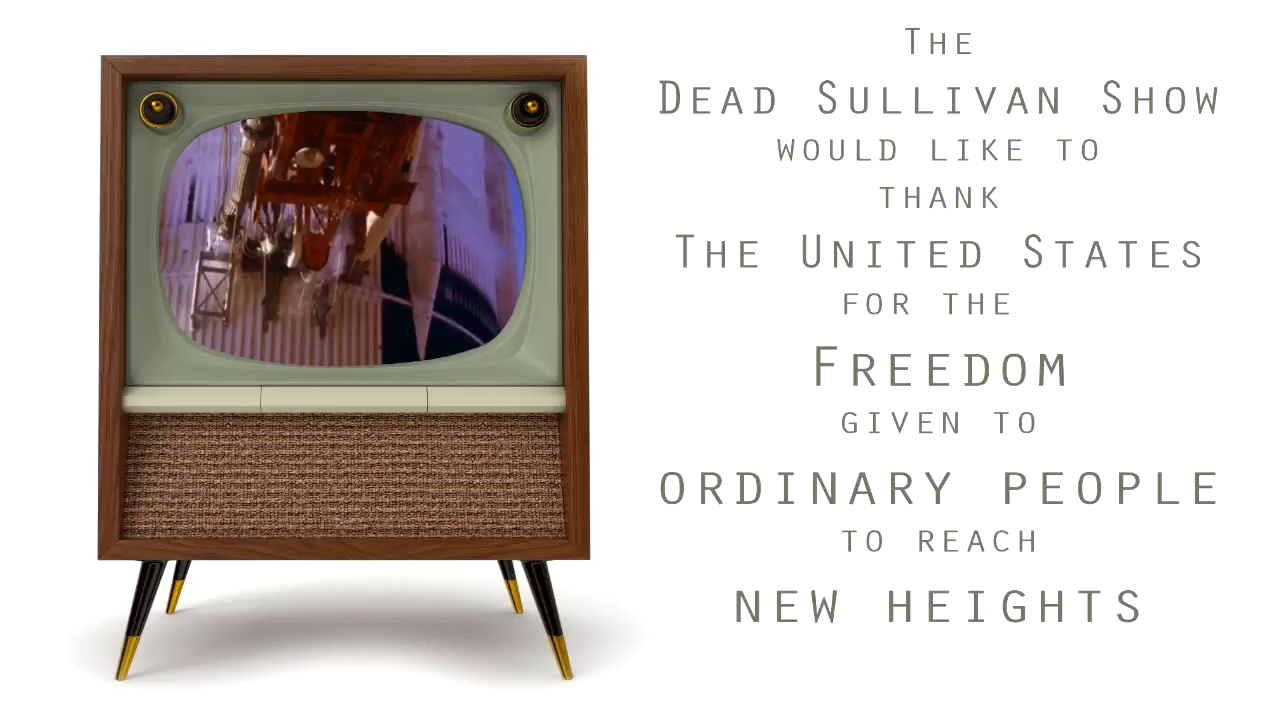 The
Dead Sullivan Show
would like to
thank
The United States
for the
Freedom
given to
ordinary people
to reach
new heights